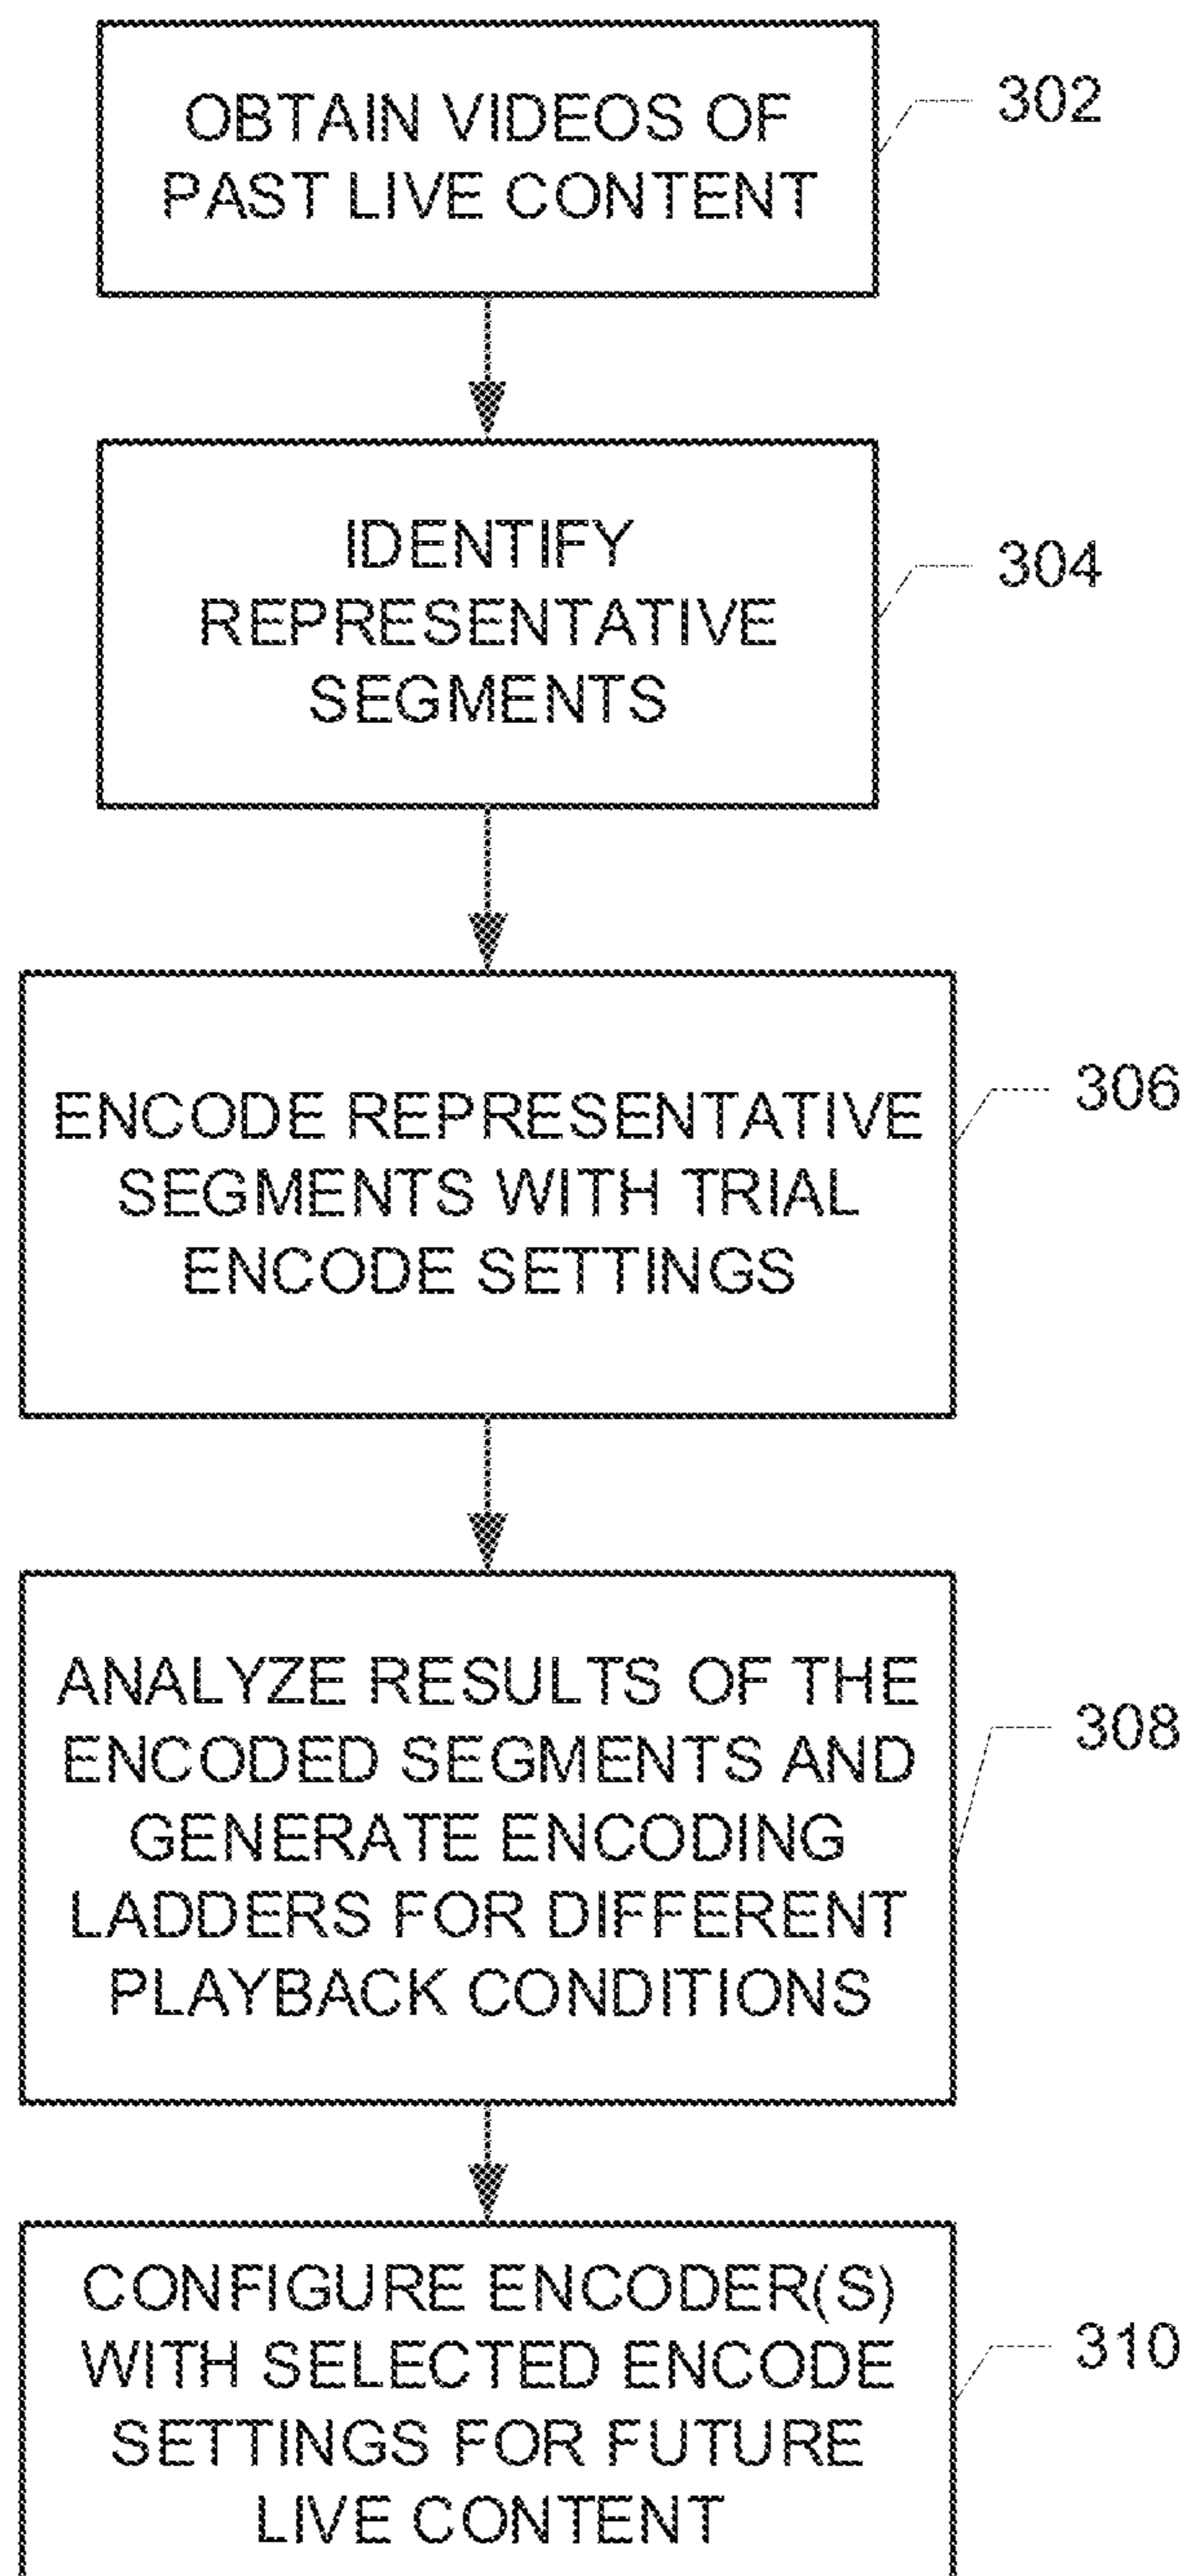 OBTAIN VIDEOS OF
PAST LIVE CONTENT
302
IDENTIFY
REPRESENTATIVE
SEGMENTS
304
ENCODE REPRESENTATIVE
SEGMENTS WITH TRIAL
ENCODE SETTINGS
306
ANALYZE RESULTS OF THE
ENCODED SEGMENTS AND
GENERATE ENCODING
LADDERS FOR DIFFERENT
PLAYBACK CONDITIONS
308
CONFIGURE ENCODER(S)
WITH SELECTED ENCODE
SETTINGS FOR FUTURE
LIVE CONTENT
310